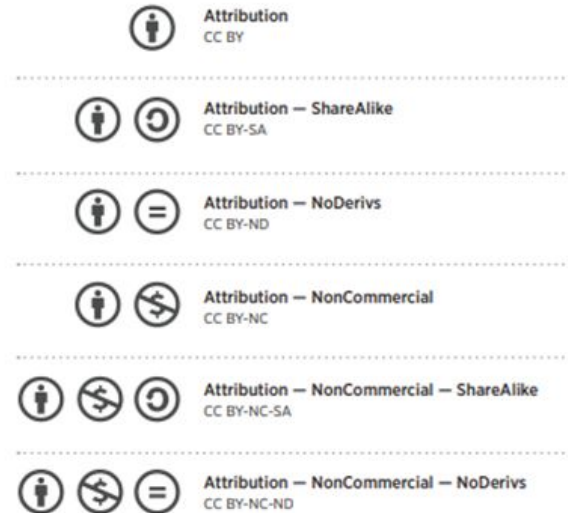 Attribution
CC BY
Attribution — ShareAlike
CC BY-SA
Attribution — NoDerivs
CC BY-ND
Attribution — NonCommercial
CC BY-NC
Attribution — NonCommercial — ShareAlike
CC BY-NC-SA
Attribution — NonCommercial — NoDerivs
CC BY-NC-ND